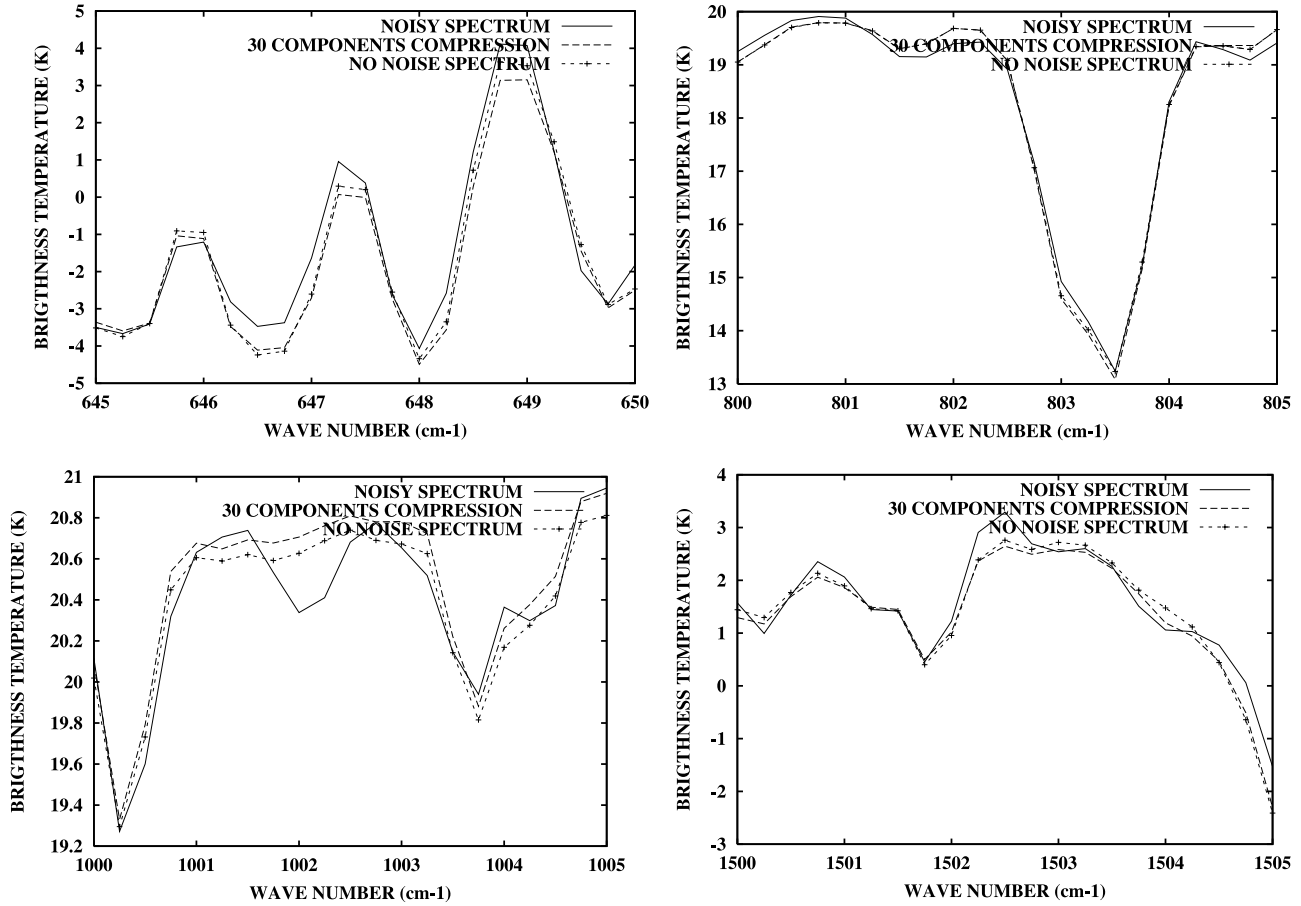 NOISY SPECTRUM
30 COMPONENTS COMPRESSION
NO NOISE SPECTRUM
BRIGTHNESS TEMPERATURE (K)
5
4
3
2
1
0
-1
-2
-3
-4
-5
645 646 647 648 649 650
WAVE NUMBER (cm-1)
NOISY SPECTRUM
30 COMPONENTS COMPRESSION
NO NOISE SPECTRUM
BRIGTHNESS TEMPERATURE (K)
20
19
18
17
16
15
14
13
800 801 802 803 804 805
WAVE NUMBER (cm-1)
NOISY SPECTRUM
30 COMPONENTS COMPRESSION
NO NOISE SPECTRUM
BRIGTHNESS TEMPERATURE (K)
21
20.8
20.6
20.4
20.2
20
19.8
19.6
19.4
19.2
1000 1001 1002 1003 1004 1005
WAVE NUMBER (cm-1)
NOISY SPECTRUM
30 COMPONENTS COMPRESSION
NO NOISE SPECTRUM
BRIGTHNESS TEMPERATURE (K)
4
3
2
1
0
-1
-2
-3
1500 1501 1502 1503 1504 1505
WAVE NUMBER (cm-1)